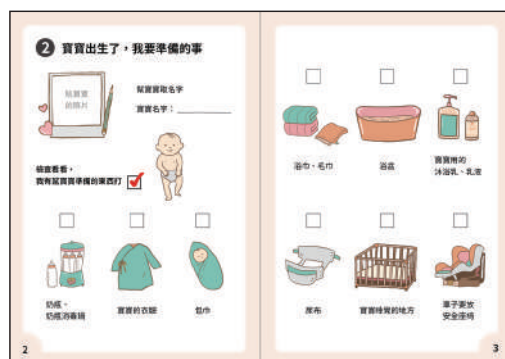 2 寶寶出生了，我要準備的事
貼寶寶
的照片
幫寶寶取名字
寶寶名字：
檢查看看，
我有幫寶寶準備的東西打
奶瓶、
奶瓶消毒鍋
寶寶的衣服
包巾
2
浴巾、毛巾
浴盆
寶寶用的
沐浴乳、乳液
尿布
寶寶睡覺的地方
車子要放
安全座椅
3